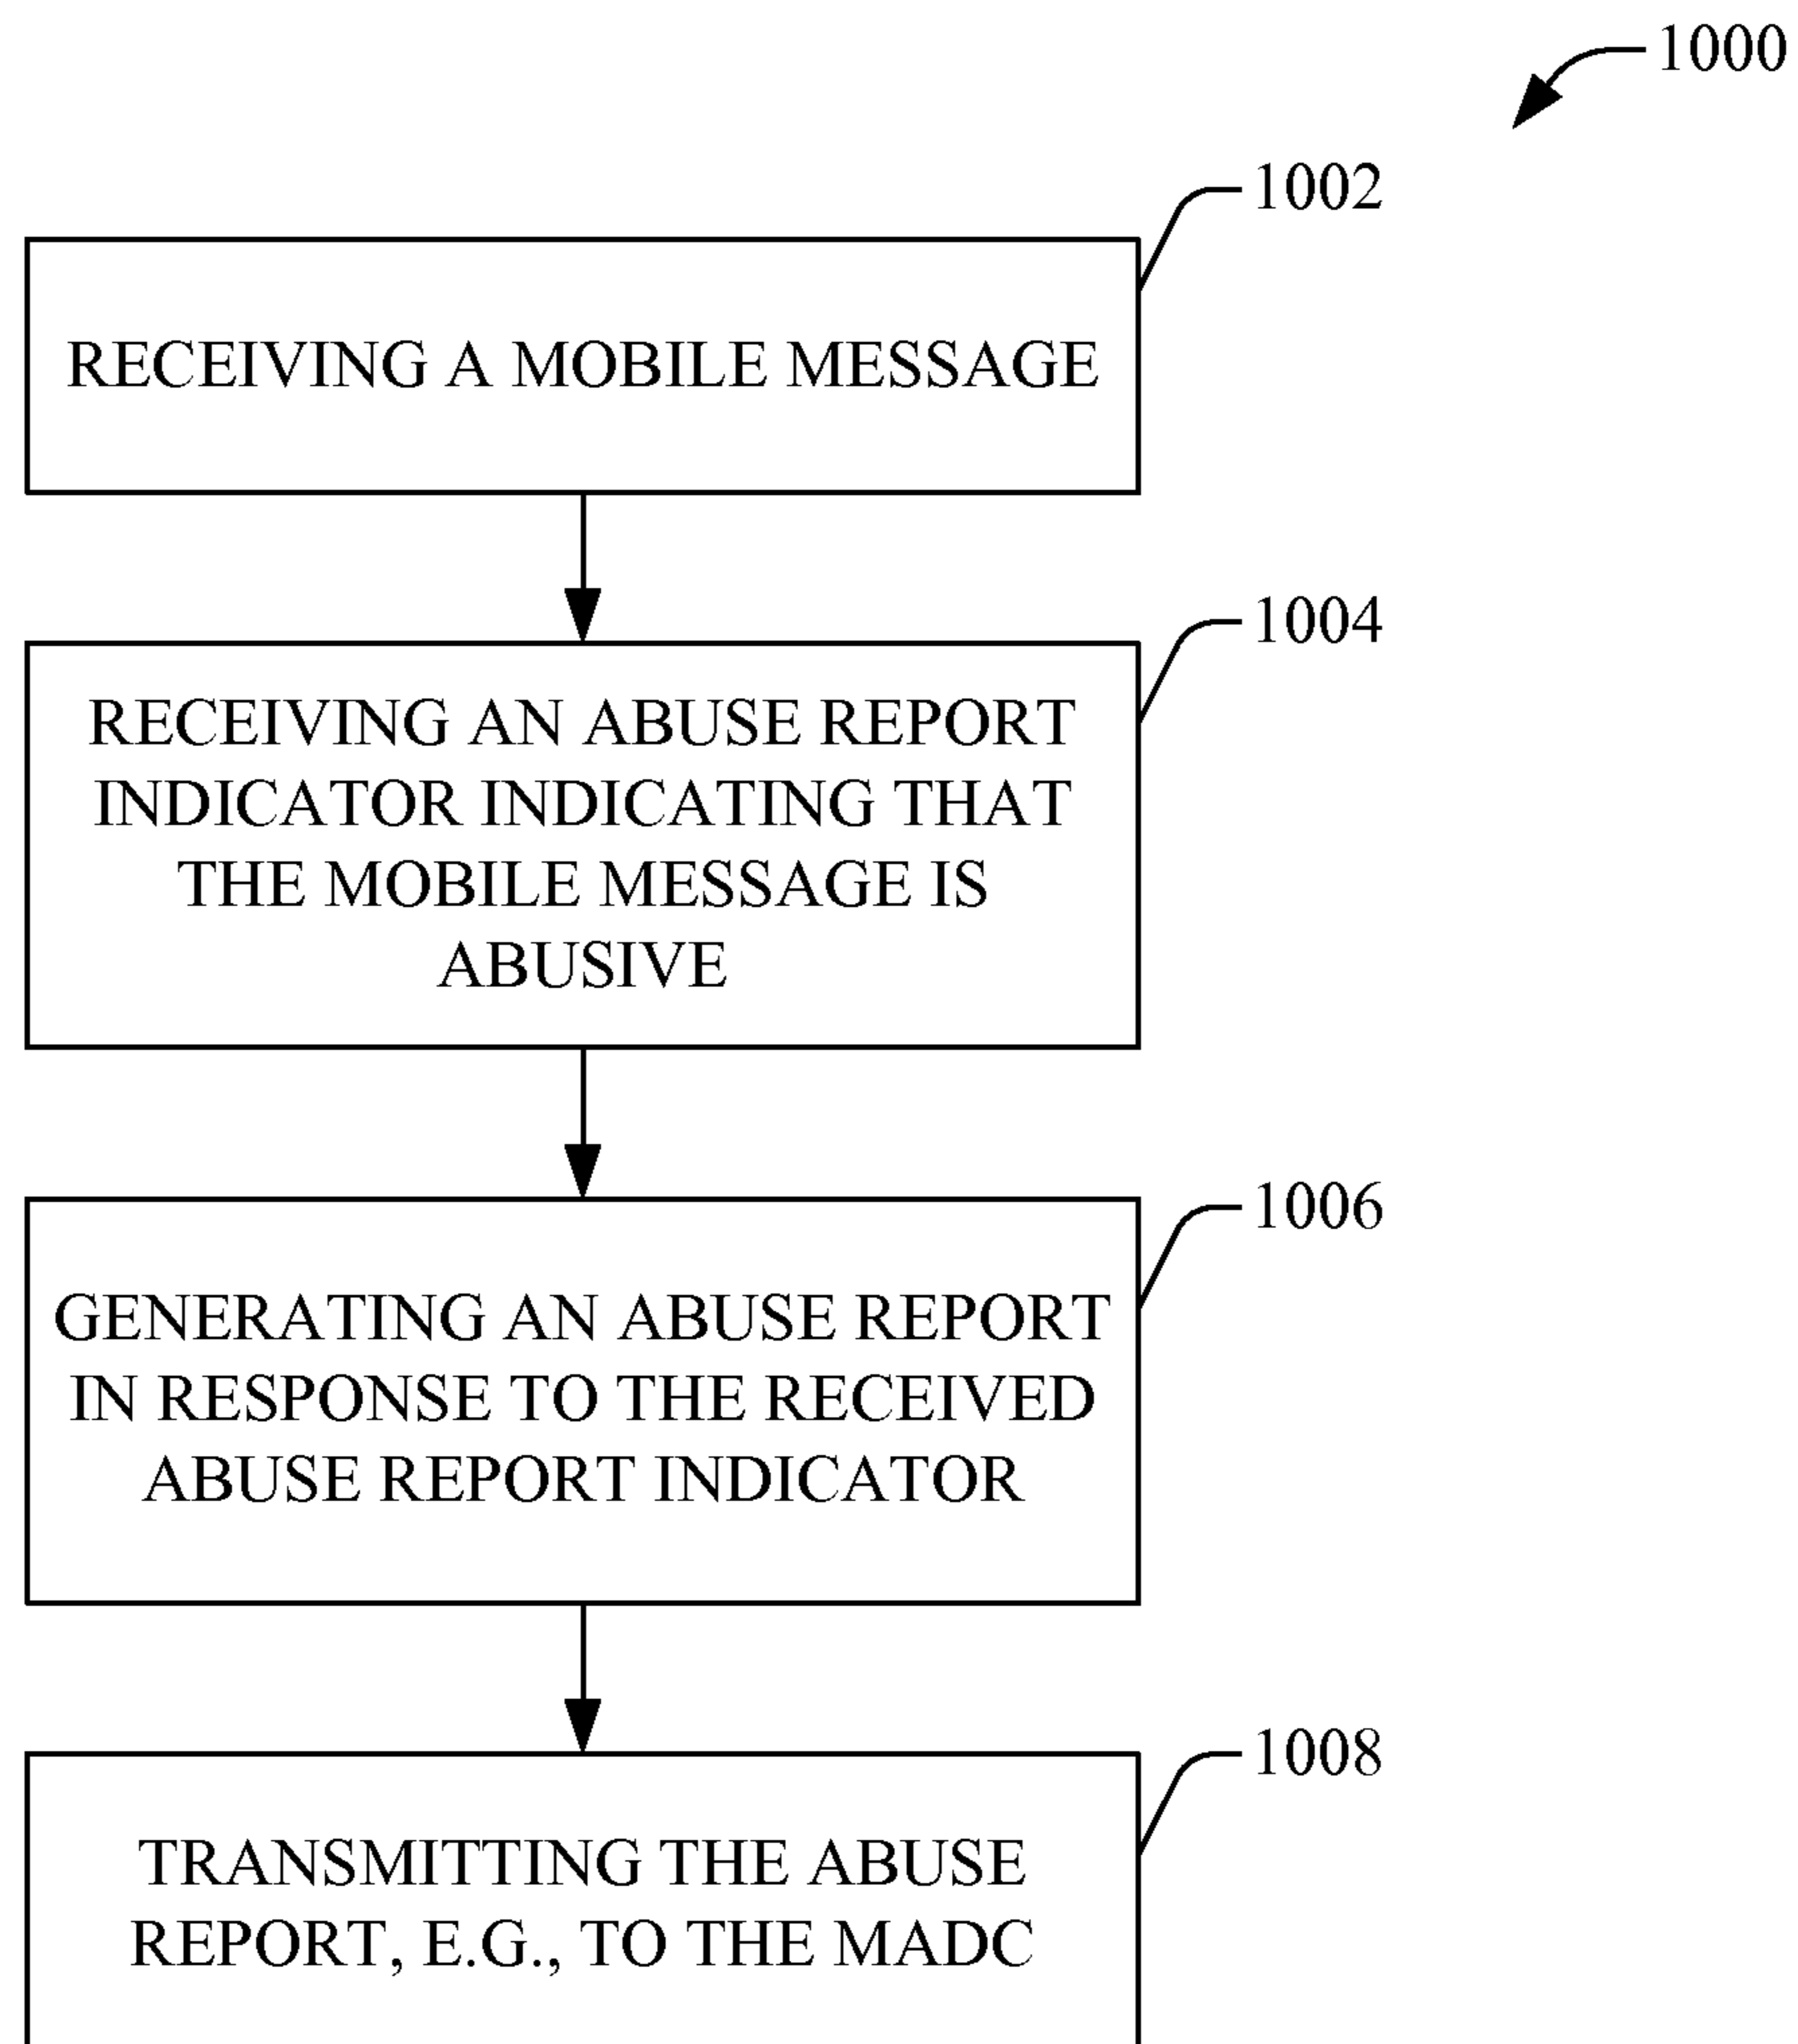 1000
1002
RECEIVING A MOBILE MESSAGE
1004
RECEIVING AN ABUSE REPORT
INDICATOR INDICATING THAT
THE MOBILE MESSAGE IS
ABUSIVE
1006
GENERATING AN ABUSE REPORT
IN RESPONSE TO THE RECEIVED
ABUSE REPORT INDICATOR
1008
TRANSMITTING THE ABUSE
REPORT, E.G., TO THE MADC